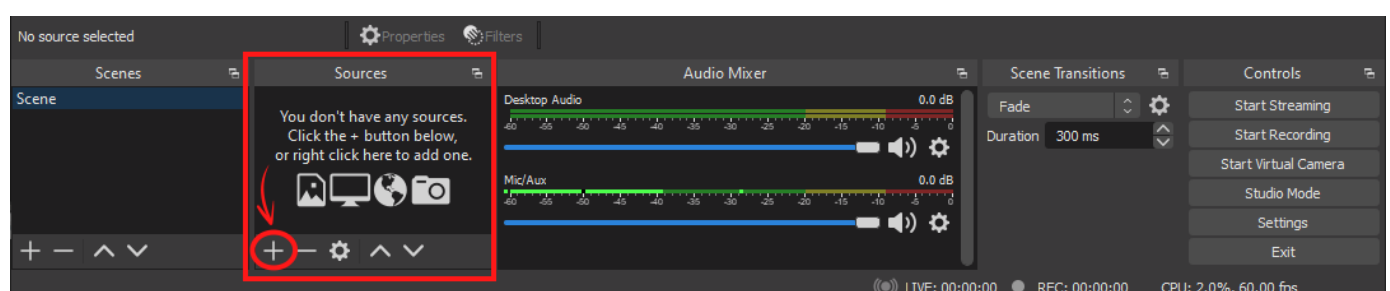 No source selected
Properties
Filters
Scenes
Scene
Sources
You don't have any sources.
Click the + button below,
or right click here to add one.
Audio Mixer
Desktop Audio 0.0 dB
-60 -55 -50 -45 -40 -35 -30 -25 -20 -15 -10 -5 0
Mic/Aux 0.0 dB
-60 -55 -50 -45 -40 -35 -30 -25 -20 -15 -10 -5 0
Scene Transitions
Fade
Duration 300 ms
Controls
Start Streaming
Start Recording
Start Virtual Camera
Studio Mode
Settings
Exit
LIVE: 00:00:00 REC: 00:00:00 CPU: 2.0%, 60.00 fps